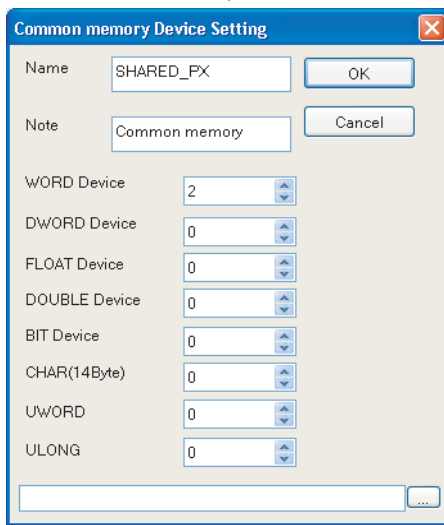 Common memory Device Setting
Name SHARED_PX OK
Note Common memory Cancel
WORD Device 2
DWORD Device 0
FLOAT Device 0
DOUBLE Device 0
BIT Device 0
CHAR(14Byte) 0
UWORD 0
ULONG 0
...